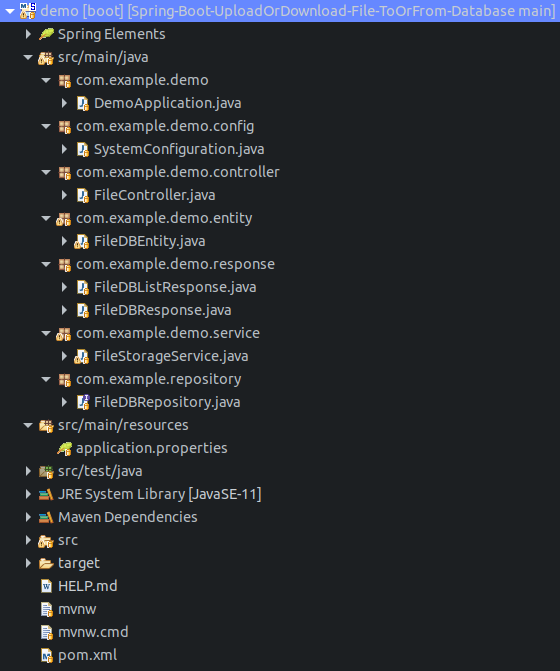 demo [boot] [Spring-Boot-UploadOrDownload-File-ToOrFrom-Database main]
Spring Elements
src/main/java
com.example.demo
DemoApplication.java
com.example.demo.config
SystemConfiguration.java
com.example.demo.controller
FileController.java
com.example.demo.entity
FileDBEntity.java
com.example.demo.response
FileDBListResponse.java
FileDBResponse.java
com.example.demo.service
FileStorageService.java
com.example.repository
FileDBRepository.java
src/main/resources
application.properties
src/test/java
JRE System Library [JavaSE-11]
Maven Dependencies
src
target
HELP.md
mvnw
mvnw.cmd
pom.xml